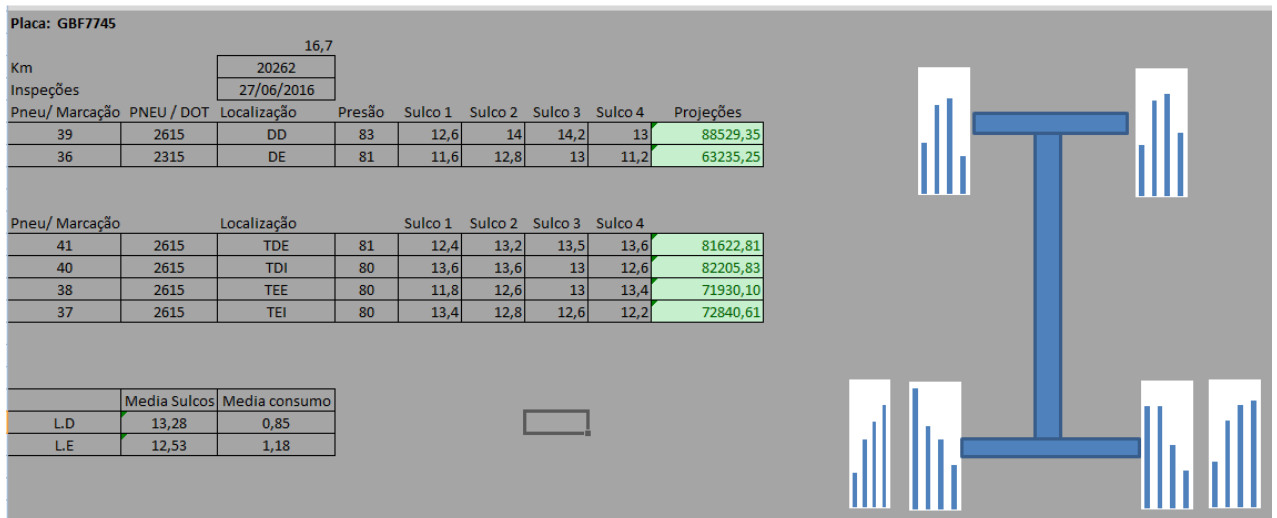 Placa: GBF7745
16,7
Km 20262
Inspeções 27/06/2016
Pneu/ Marcação PNEU / DOT Localização Presão Sulco 1 Sulco 2 Sulco 3 Sulco 4 Projeções
39 2615 DD 83 12,6 14 14,2 13 88529,35
36 2315 DE 81 11,6 12,8 13 11,2 63235,25
Pneu/ Marcação Localização Sulco 1 Sulco 2 Sulco 3 Sulco 4
41 2615 TDE 81 12,4 13,2 13,5 13,6 81622,81
40 2615 TDI 80 13,6 13,6 13 12,6 82205,83
38 2615 TEE 80 11,8 12,6 13 13,4 71930,10
37 2615 TEI 80 13,4 12,8 12,6 12,2 72840,61
Media Sulcos Media consumo
L.D 13,28 0,85
L.E 12,53 1,18